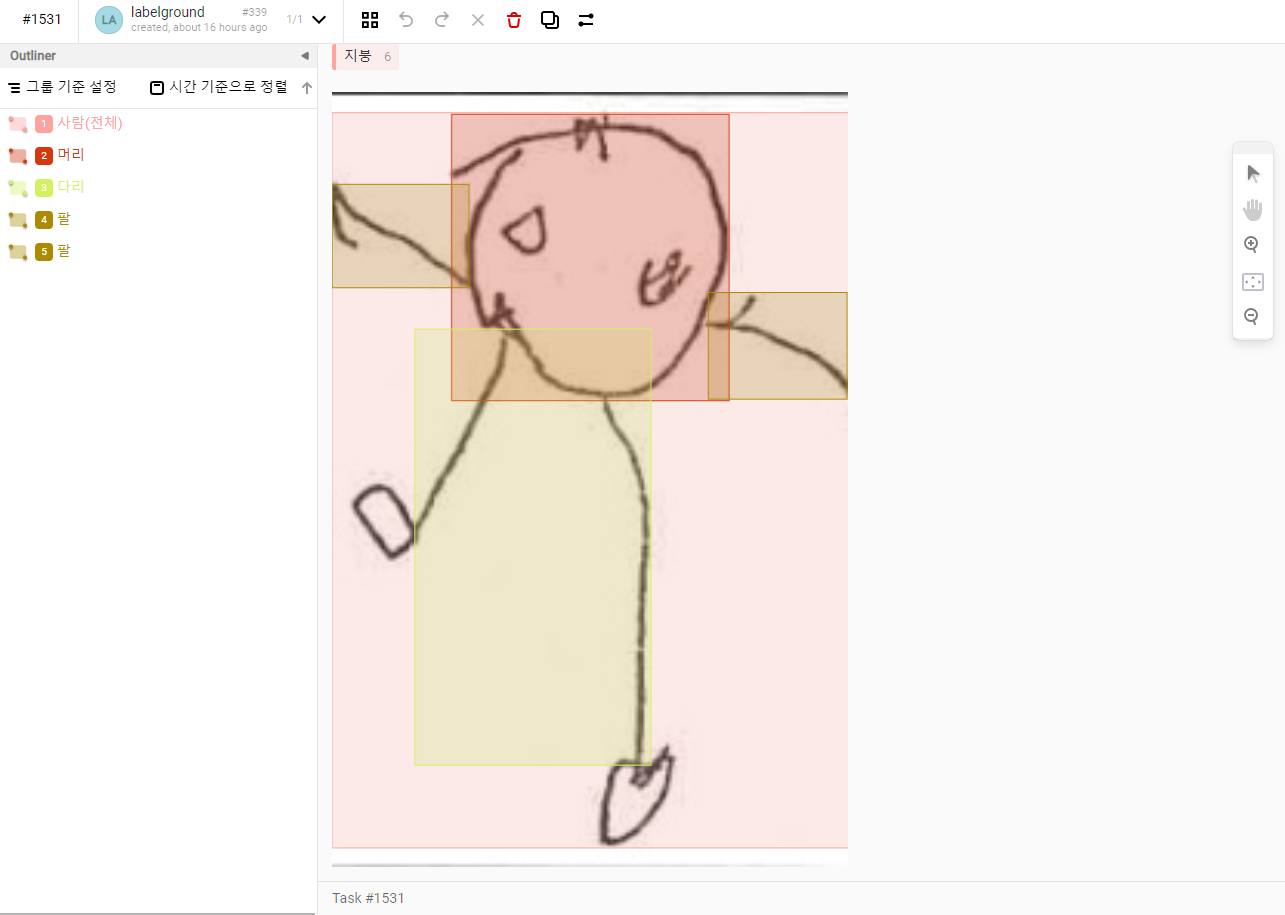 #1531
LA
labelground
#339
created, about 16 hours ago
1/1
Outliner
그룹 기준 설정
시간 기준으로 정렬
1 사람(전체)
2 머리
3 다리
4 팔
5 팔
지붕 6
Task #1531